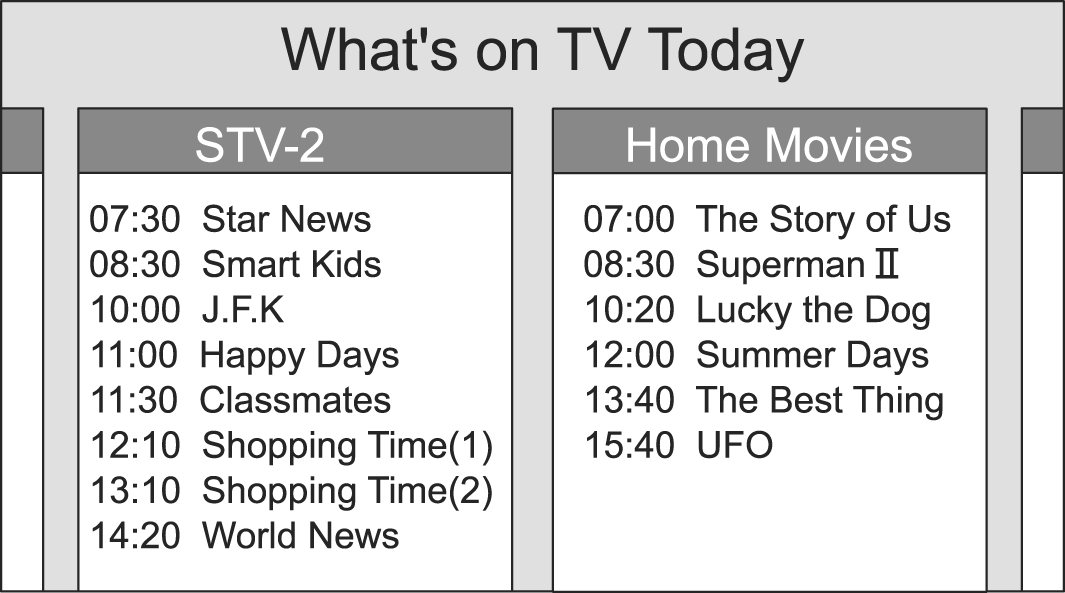 What's on TV Today
STV-2
07:30 Star News
08:30 Smart Kids
10:00 J.F.K
11:00 Happy Days
11:30 Classmates
12:10 Shopping Time(1)
13:10 Shopping Time(2)
14:20 World News
Home Movies
07:00 The Story of Us
08:30 Superman Ⅱ
10:20 Lucky the Dog
12:00 Summer Days
13:40 The Best Thing
15:40 UFO